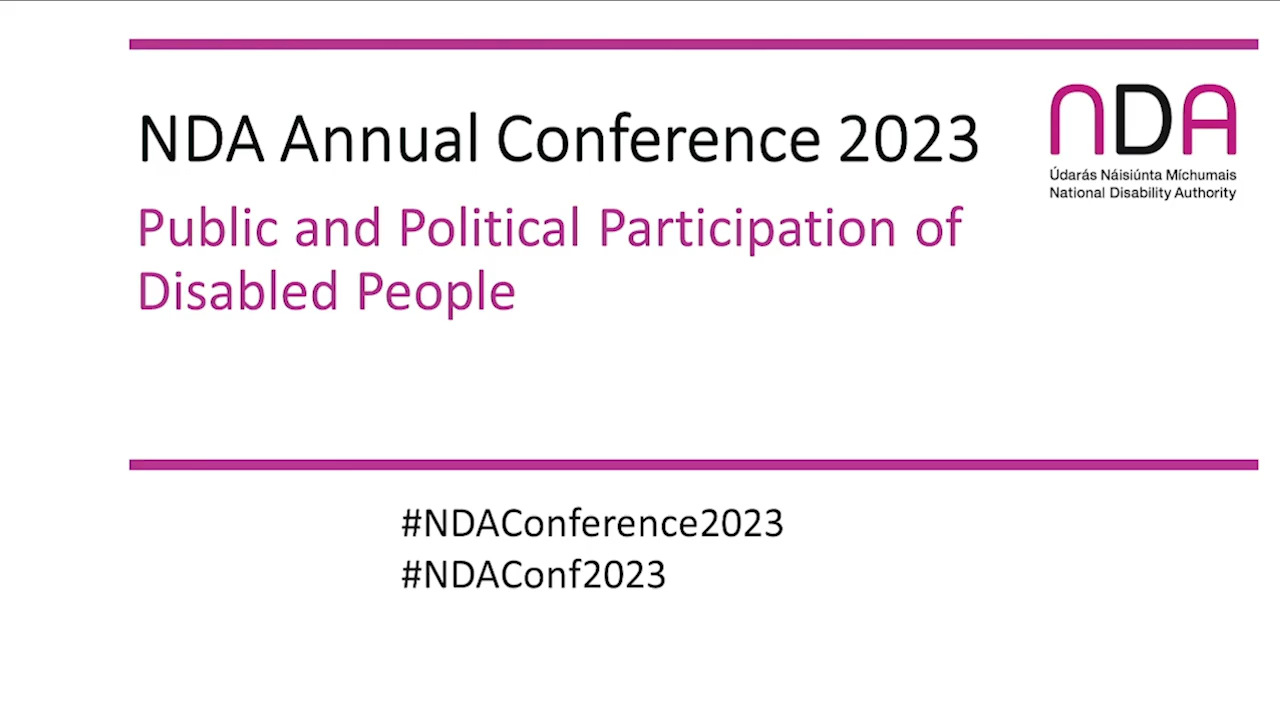 NDA Annual Conference 2023
Public and Political Participation of
Disabled People
NDA
Údarás Náisiúnta Míchumais
National Disability Authority
#NDAConference2023
#NDAConf2023